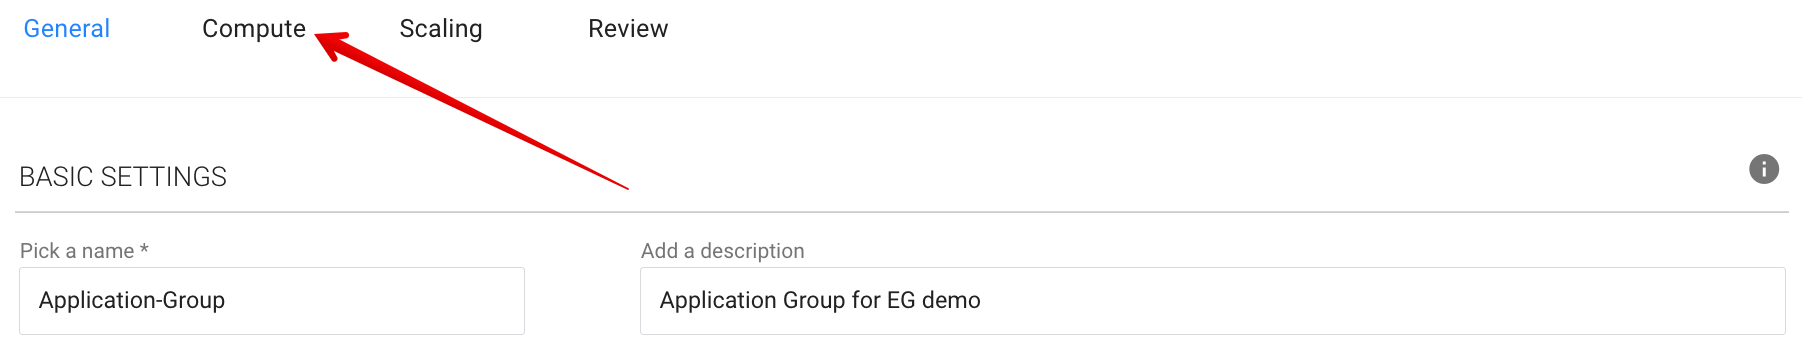 General Compute Scaling Review
BASIC SETTINGS
Pick a name * Add a description
Application-Group Application Group for EG demo